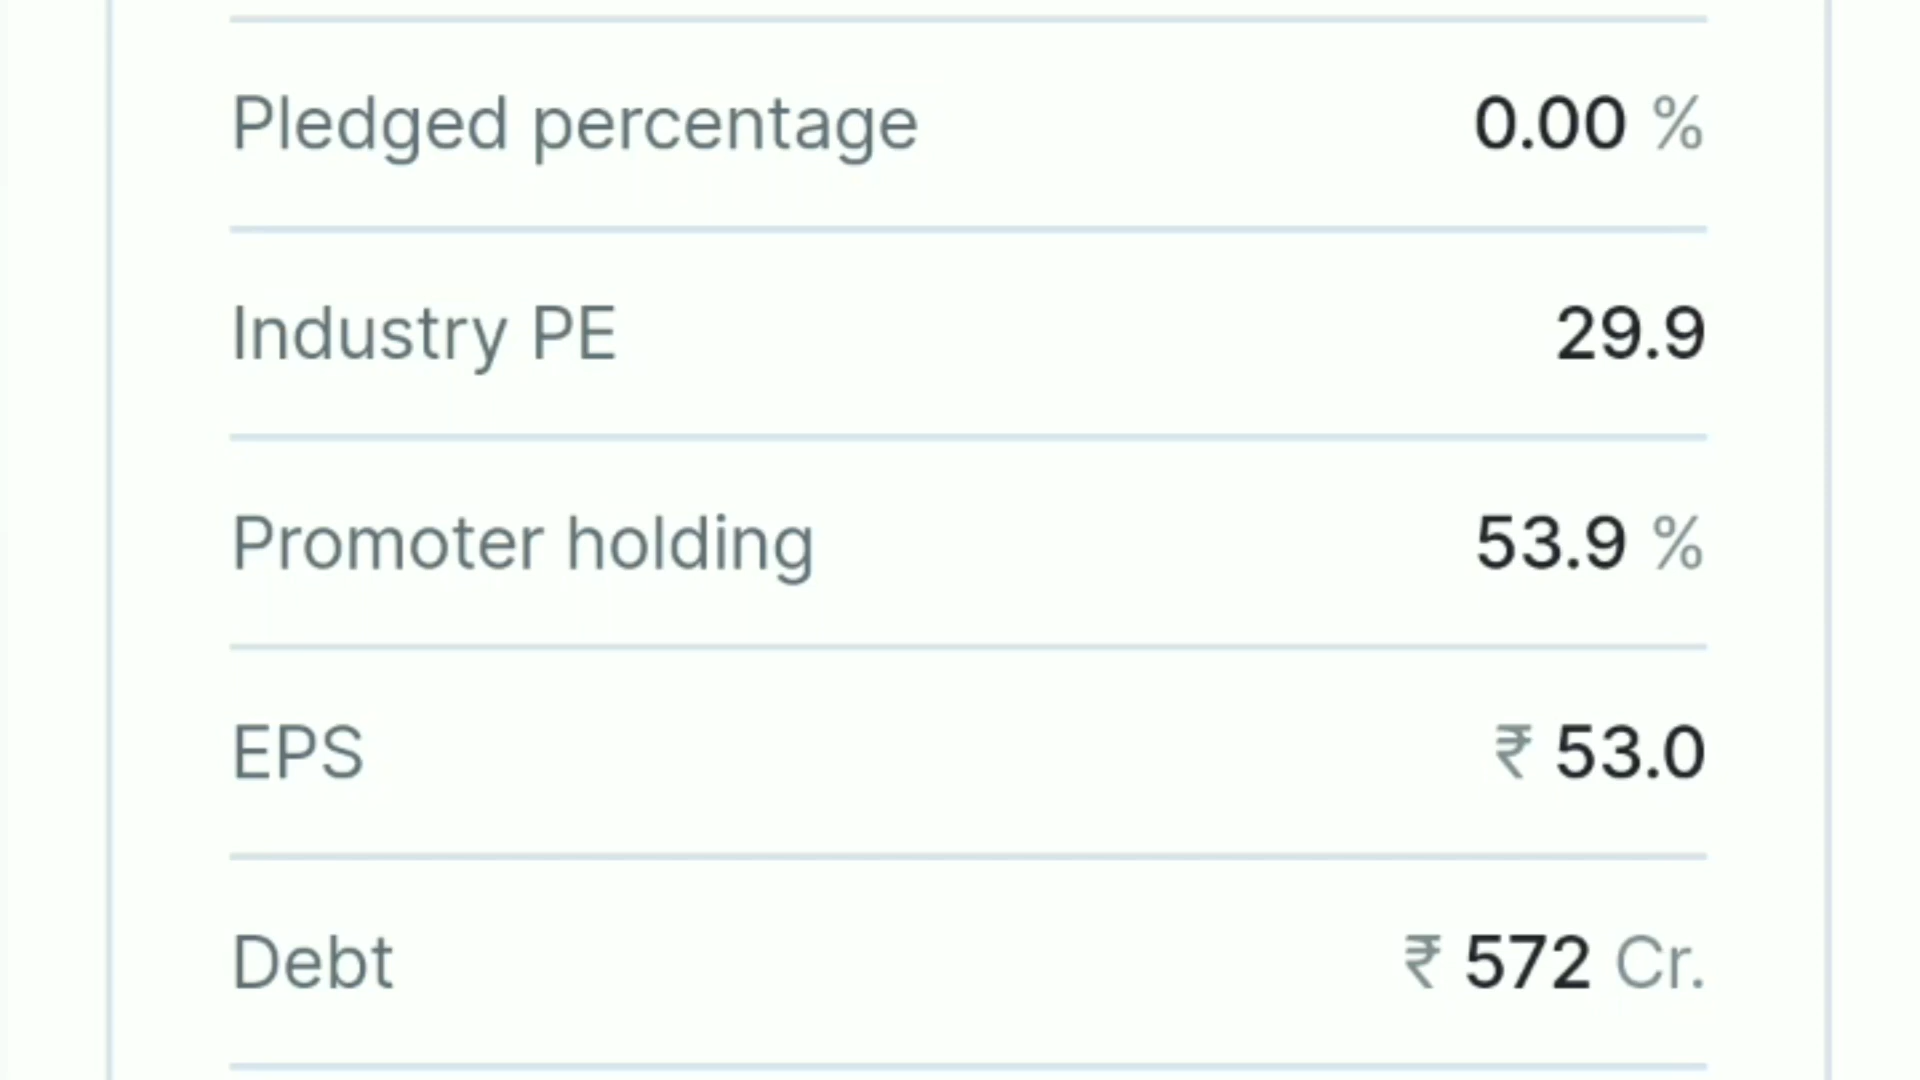 Pledged percentage 0.00 %
Industry PE 29.9
Promoter holding 53.9 %
EPS ₹ 53.0
Debt ₹ 572 Cr.